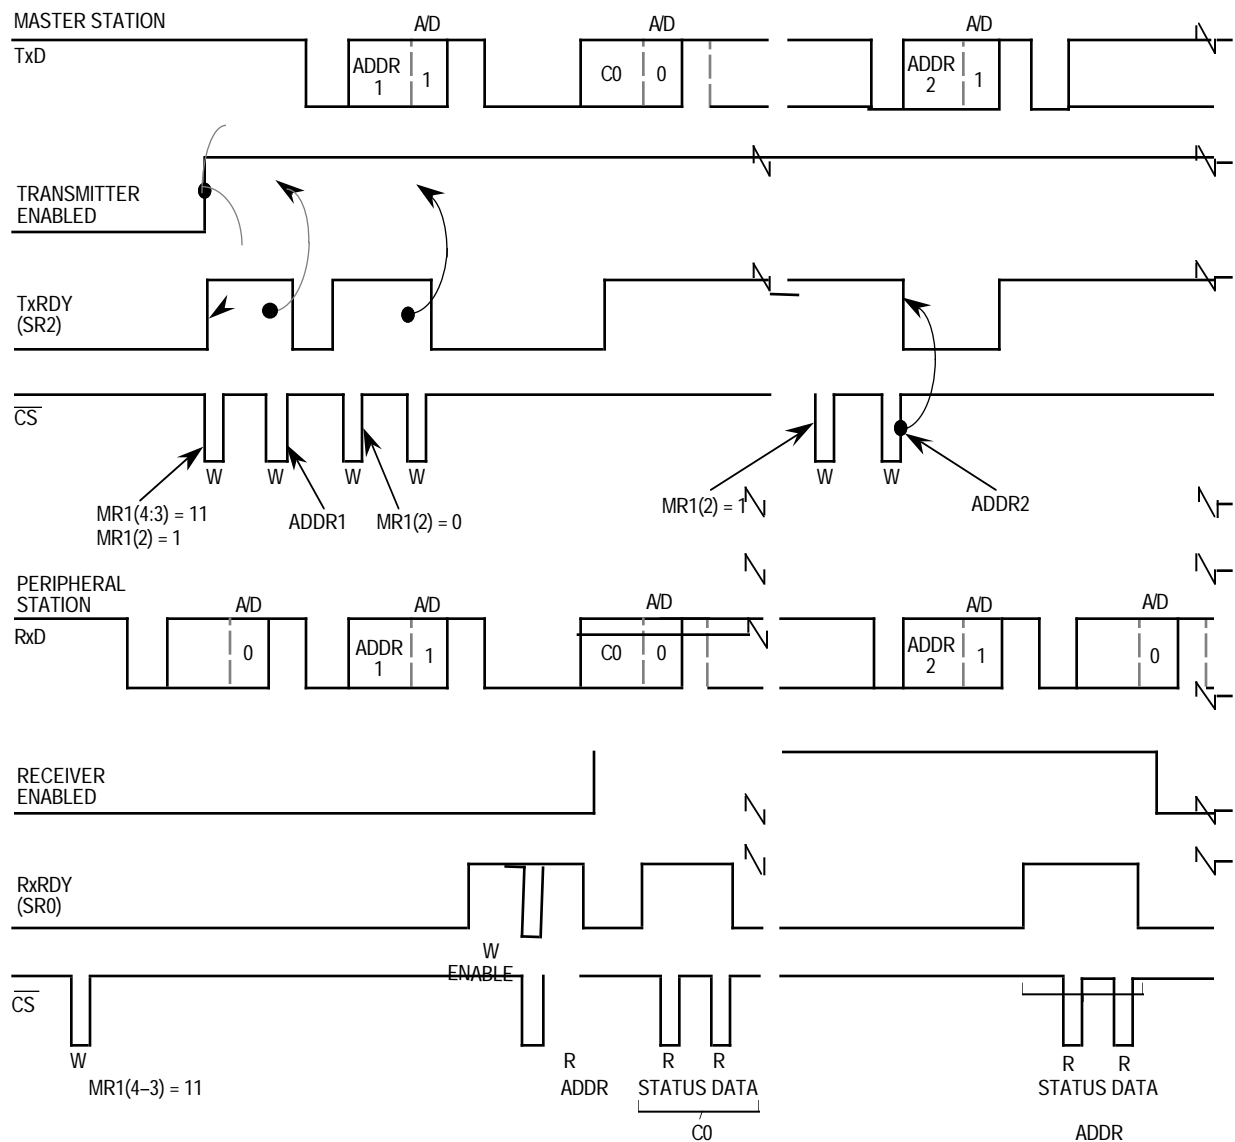 MASTER STATION
A/D A/D A/D
TxD
ADDR 1 1 C0 0 ADDR 2 1
TRANSMITTER
ENABLED
TxRDY
(SR2)
CS
W W W W W W
MR1(4:3) = 11
MR1(2) = 1
ADDR1
MR1(2) = 0
MR1(2) = 1
ADDR2
PERIPHERAL
STATION
A/D A/D A/D A/D A/D
RxD
0 ADDR 1 1 C0 0 ADDR 2 1 0
RECEIVER
ENABLED
RxRDY
(SR0)
W
ENABLE
CS
W R R R R R
MR1(4–3) = 11
ADDR STATUS DATA STATUS DATA
C0 ADDR